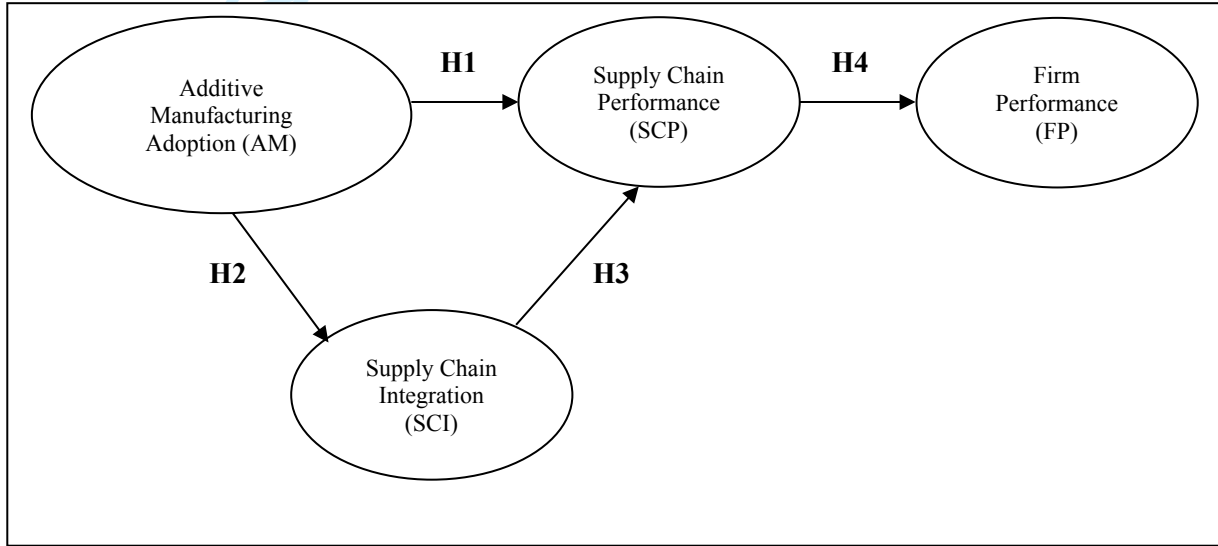 Additive
Manufacturing
Adoption (AM)
H1
Supply Chain
Performance
(SCP)
H4
Firm
Performance
(FP)
H2
H3
Supply Chain
Integration
(SCI)